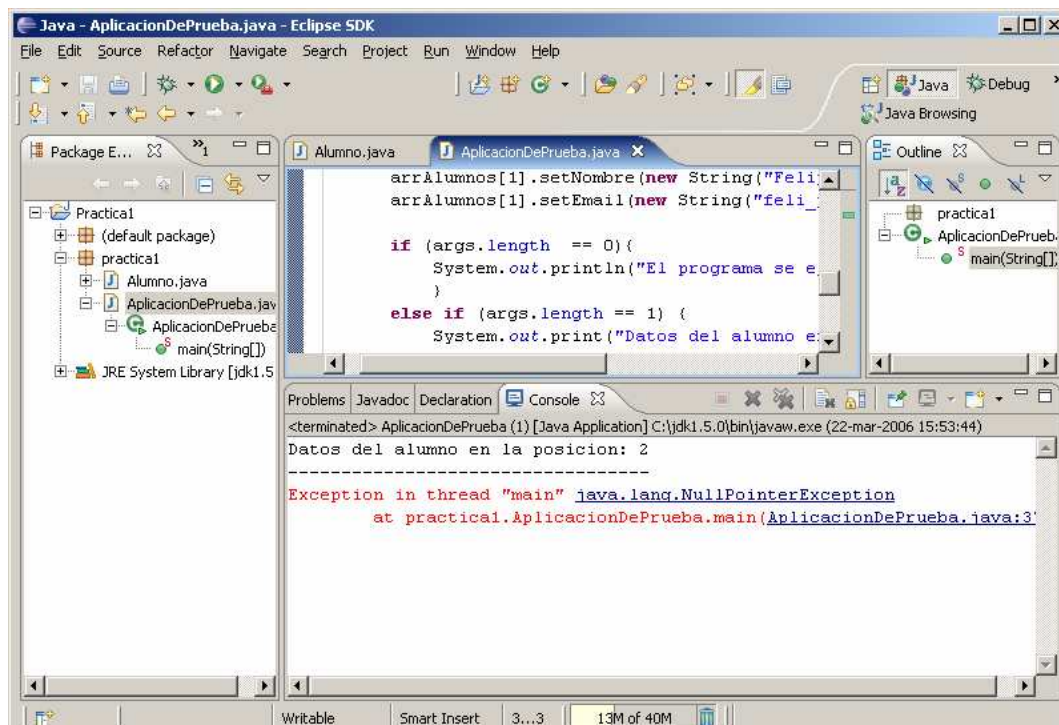 Java - AplicacionDePrueba.java - Eclipse SDK
File Edit Source Refactor Navigate Search Project Run Window Help
Java Debug »
Java Browsing
Package E... »1
Practica1
(default package)
practica1
Alumno.java
AplicacionDePrueba.jav
AplicacionDePrueba
main(String[])
JRE System Library [jdk1.5
Alumno.java AplicacionDePrueba.java
arrAlumnos[1].setNombre(new String("Feli
arrAlumnos[1].setEmail(new String("feli_
if (args.length == 0){
System.out.println("El programa se e
}
else if (args.length == 1) {
System.out.print("Datos del alumno e
Outline
practica1
AplicacionDePrueb
main(String[])
Problems Javadoc Declaration Console
<terminated> AplicacionDePrueba (1) [Java Application] C:\jdk1.5.0\bin\javaw.exe (22-mar-2006 15:53:44)
Datos del alumno en la posicion: 2
----------------------------------
Exception in thread "main" java.lang.NullPointerException
at practica1.AplicacionDePrueba.main(AplicacionDePrueba.java:3
Writable Smart Insert 3...3 13M of 40M